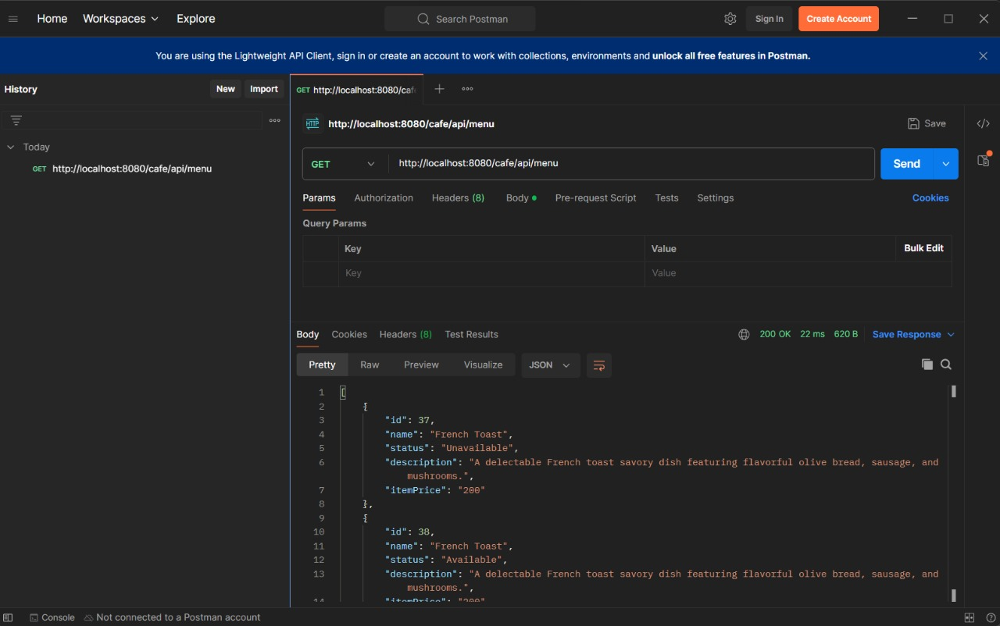 Home Workspaces Explore Search Postman Sign In Create Account
You are using the Lightweight API Client, sign in or create an account to work with collections, environments and unlock all free features in Postman.
History New Import
Today
GET http://localhost:8080/cafe/api/menu
GET http://localhost:8080/caf
HTTP http://localhost:8080/cafe/api/menu Save
GET http://localhost:8080/cafe/api/menu Send
Params Authorization Headers (8) Body Pre-request Script Tests Settings Cookies
Query Params
Key Value Bulk Edit
Key Value
Body Cookies Headers (8) Test Results 200 OK 22 ms 620 B Save Response
Pretty Raw Preview Visualize JSON
1 [
2 {
3 "id": 37,
4 "name": "French Toast",
5 "status": "Unavailable",
6 "description": "A delectable French toast savory dish featuring flavorful olive bread, sausage, and
mushrooms.",
7 "itemPrice": "200"
8 },
9 {
10 "id": 38,
11 "name": "French Toast",
12 "status": "Available",
13 "description": "A delectable French toast savory dish featuring flavorful olive bread, sausage, and
mushrooms.",
14 "itemPrice": "200"
Console Not connected to a Postman account